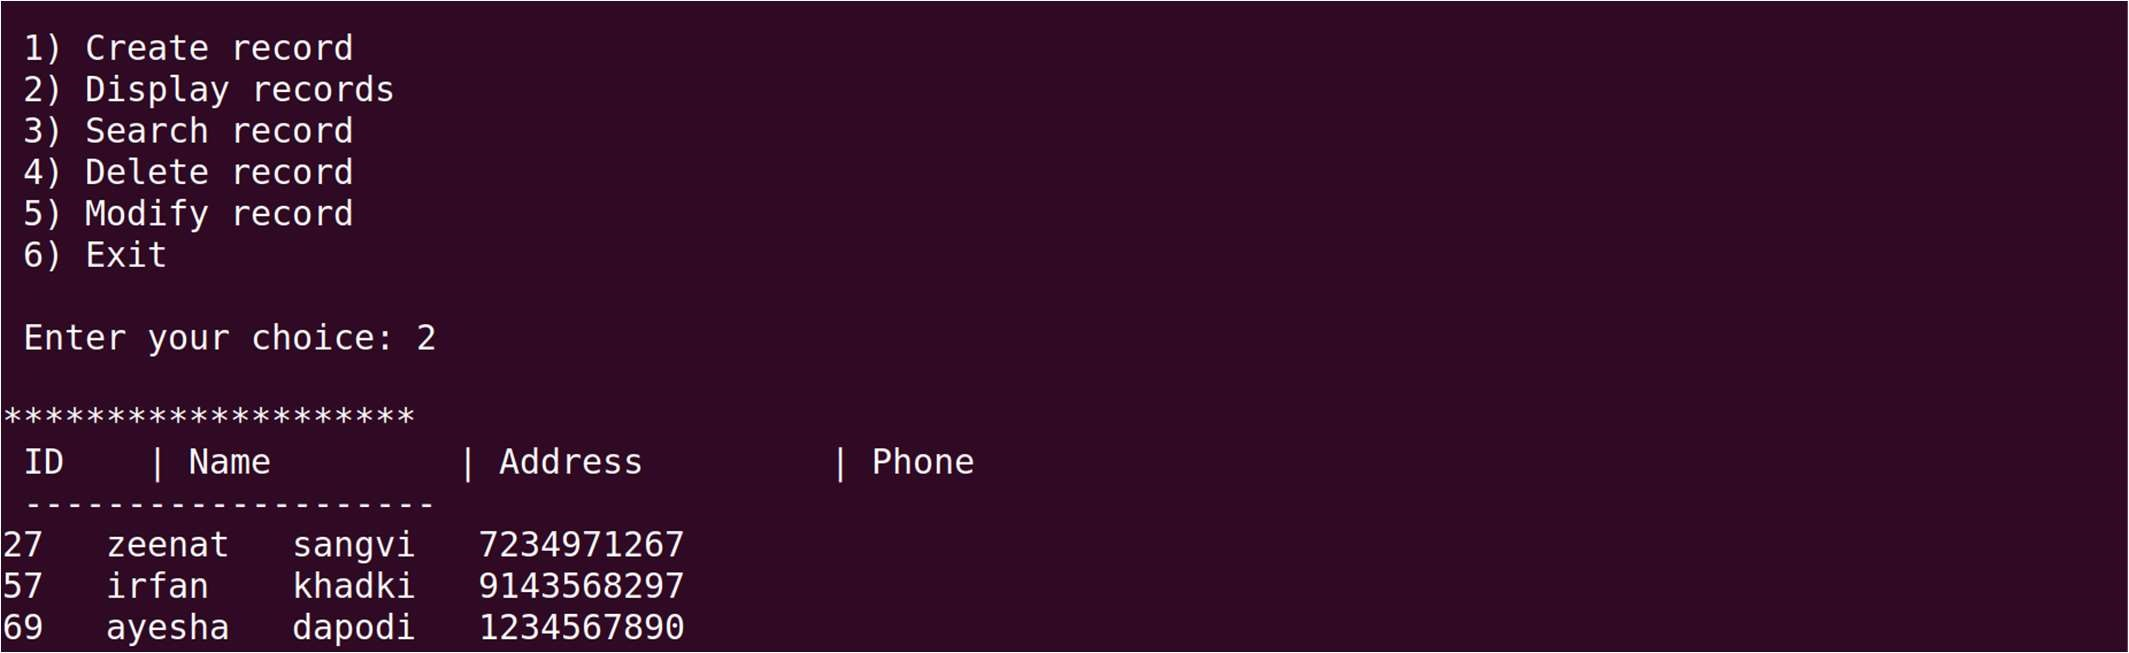 1) Create record
2) Display records
3) Search record
4) Delete record
5) Modify record
6) Exit
Enter your choice: 2
********************
ID    | Name         | Address         | Phone
--------------------
27   zeenat   sangvi   7234971267
57   irfan    khadki   9143568297
69   ayesha   dapodi   1234567890